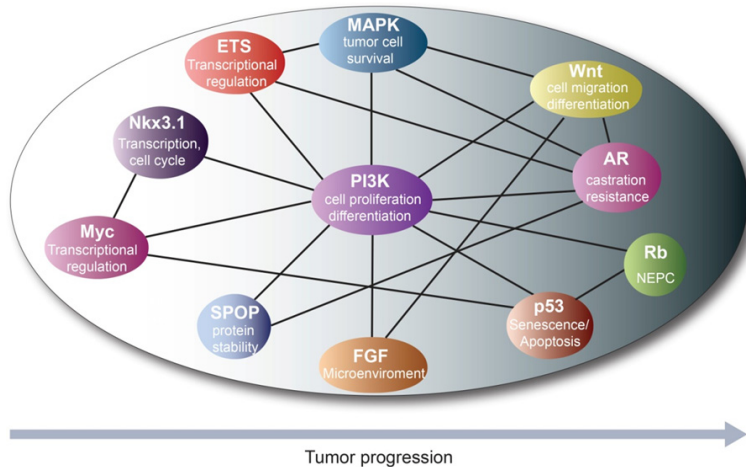 MAPK
tumor cell
survival
ETS
Transcriptional
regulation
Wnt
cell migration
differentiation
Nkx3.1
Transcription,
cell cycle
AR
castration
resistance
PI3K
cell proliferation
differentiation
Myc
Transcriptional
regulation
Rb
NEPC
SPOP
protein
stability
p53
Senescence/
Apoptosis
FGF
Microenviroment
Tumor progression